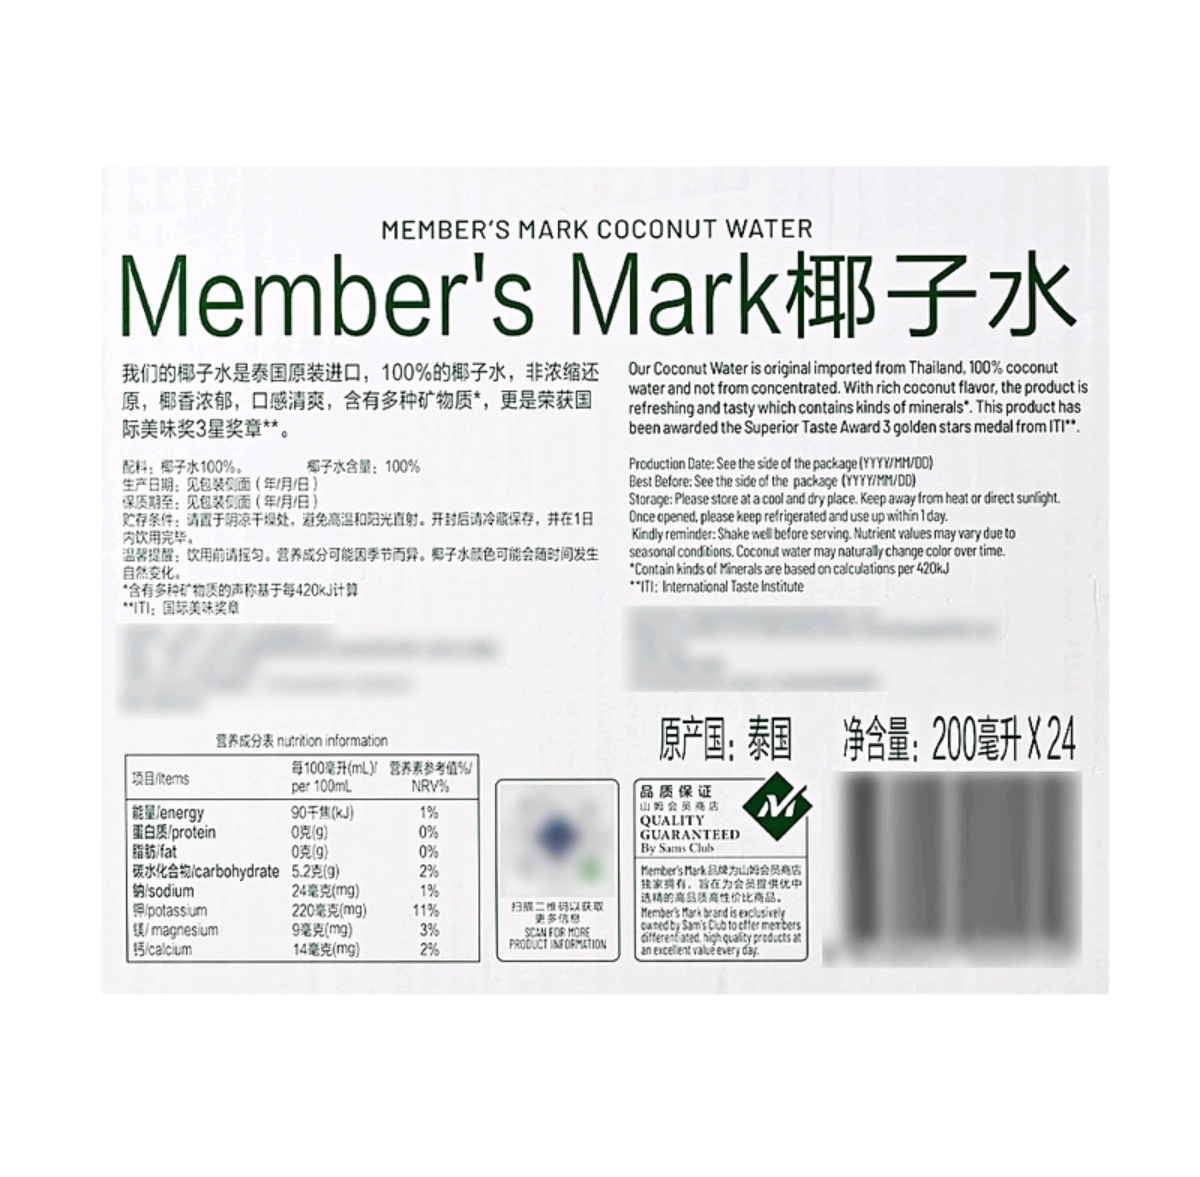 MEMBER'S MARK COCONUT WATER
Member's Mark椰子水
我们的椰子水是泰国原装进口，100%的椰子水，非浓缩还
原，椰香浓郁，口感清爽，含有多种矿物质*，更是荣获国
际美味奖3星奖章**。
配料：椰子水100%。 椰子水含量：100%
生产日期：见包装侧面（年/月/日）
保质期至：见包装侧面（年/月/日）
贮存条件：请置于阴凉干燥处，避免高温和阳光直射。开封后请冷藏保存，并在1日
内饮用完毕。
温馨提醒：饮用前请摇匀。营养成分可能因季节而异。椰子水颜色可能会随时间发生
自然变化。
*含有多种矿物质的声称基于每420kJ计算
**ITI：国际美味奖章
Our Coconut Water is original imported from Thailand, 100% coconut
water and not from concentrated. With rich coconut flavor, the product is
refreshing and tasty which contains kinds of minerals*. This product has
been awarded the Superior Taste Award 3 golden stars medal from ITI**.
Production Date: See the side of the package (YYYY/MM/DD)
Best Before: See the side of the package (YYYY/MM/DD)
Storage: Please store at a cool and dry place. Keep away from heat or direct sunlight.
Once opened, please keep refrigerated and use up within 1 day.
Kindly reminder: Shake well before serving. Nutrient values may vary due to
seasonal conditions. Coconut water may naturally change color over time.
*Contain kinds of Minerals are based on calculations per 420kJ
**ITI: International Taste Institute
原产国：泰国 净含量：200毫升X24
营养成分表 nutrition information
项目/Items 每100毫升(mL)/ 营养素参考值%/
per 100mL NRV%
能量/energy 90千焦(kJ) 1%
蛋白质/protein 0克(g) 0%
脂肪/fat 0克(g) 0%
碳水化合物/carbohydrate 5.2克(g) 2%
钠/sodium 24毫克(mg) 1%
钾/potassium 220毫克(mg) 11%
镁/ magnesium 9毫克(mg) 3%
钙/calcium 14毫克(mg) 2%
扫描二维码以获取
更多信息
SCAN FOR MORE
PRODUCT INFORMATION
品质保证
山姆会员商店
QUALITY
GUARANTEED
By Sams Club
M
Member's Mark品牌为山姆会员商店
独家拥有，旨在为会员提供优中
选精的高品质高性价比商品。
Member's Mark brand is exclusively
owned by Sam's Club to offer members
differentiated, high quality products at
an excellent value every day.